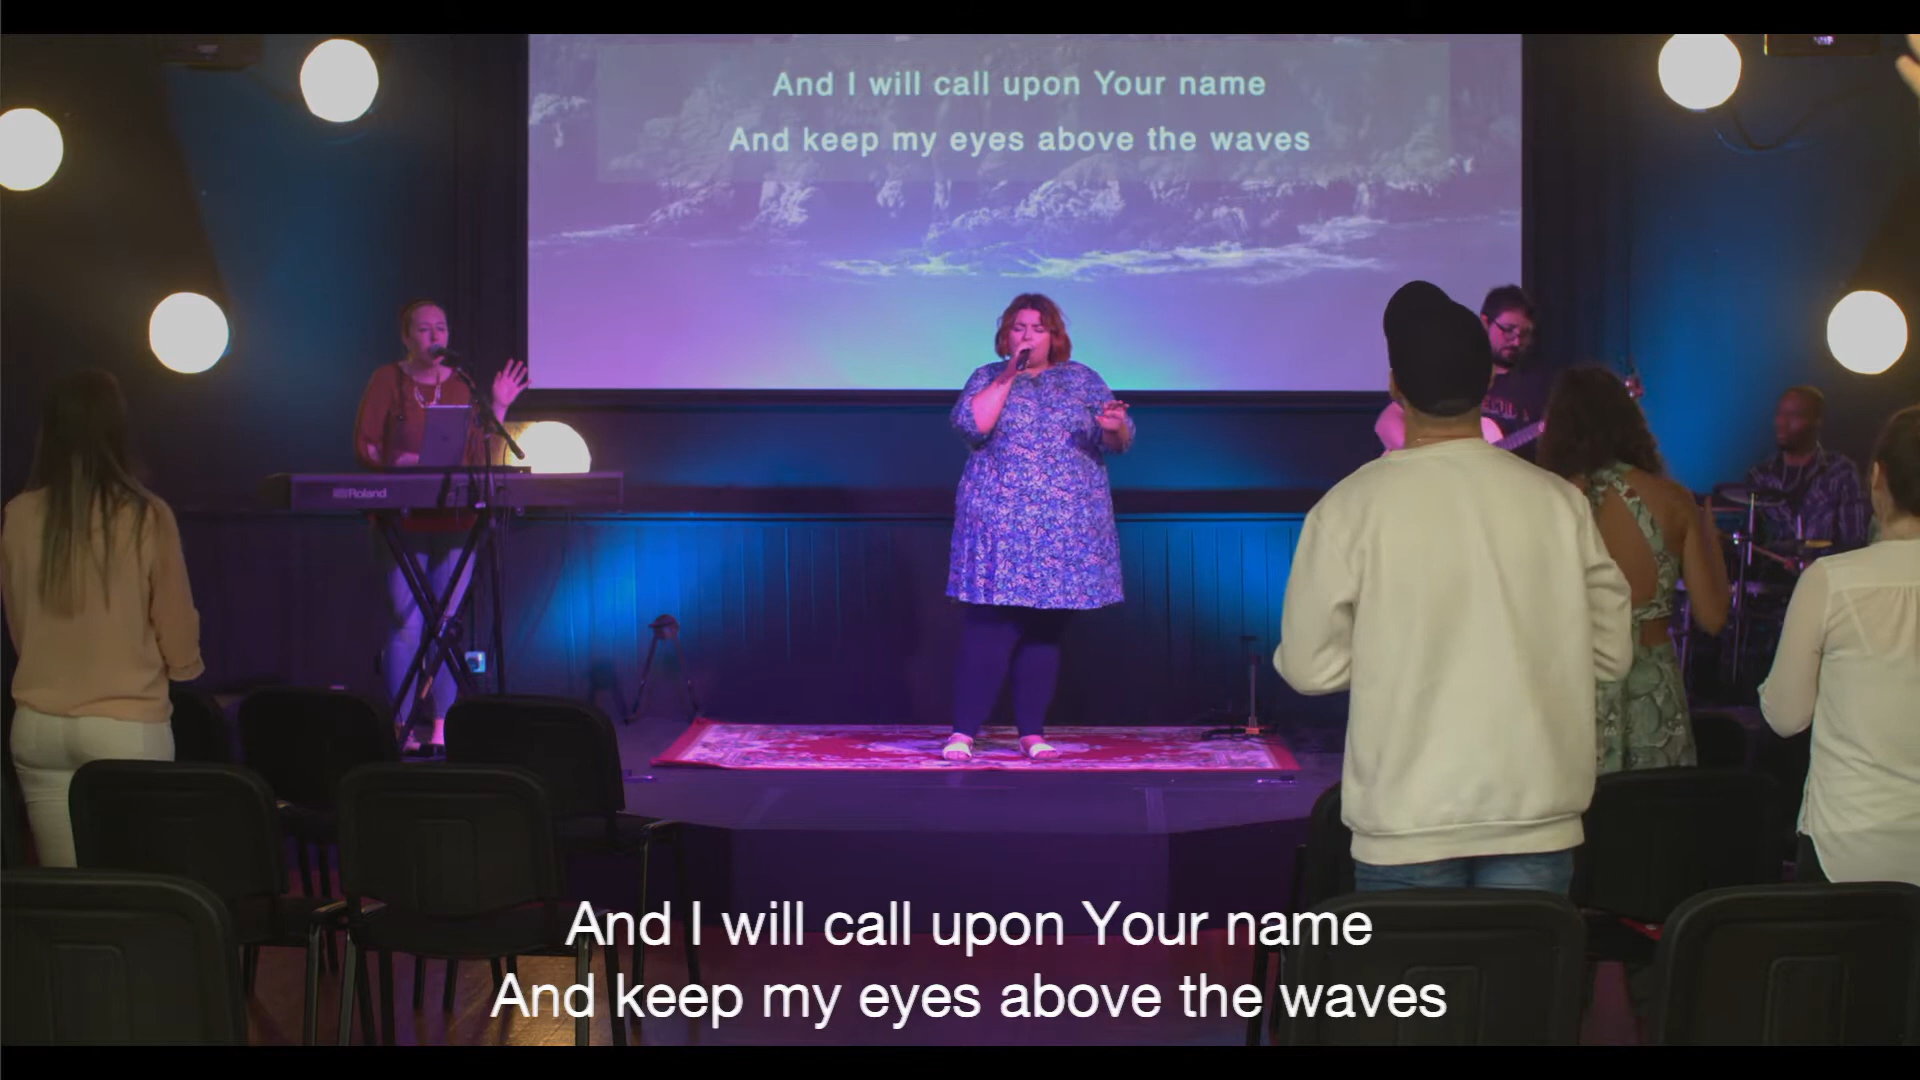 And I will call upon Your name
And keep my eyes above the waves
Roland
And I will call upon Your name
And keep my eyes above the waves